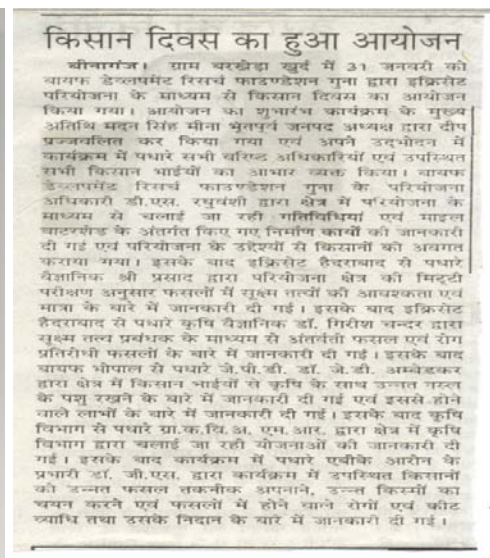 किसान दिवस का हुआ आयोजन
बीनागंज। ग्राम बरखेड़ा खुर्द में 31 जनवरी को
बायफ डेव्लपमेंट रिसर्च फाउण्डेशन गुना द्वारा इक्रिसेट
परियोजना के माध्यम से किसान दिवस का आयोजन
किया गया। आयोजन का शुभारंभ कार्यक्रम के मुख्य
अतिथि मदन सिंह मीना भूतपूर्व जनपद अध्यक्ष द्वारा दीप
प्रज्जवलित कर किया गया एवं अपने उद्भोदन में
कार्यक्रम में पधारे सभी वरिष्ट अधिकारियों एवं उपस्थित
सभी किसान भाईयों का आभार व्यक्त किया। बायफ
डेव्लपमेंट रिसर्च फाउण्डेशन गुना के परियोजना
अधिकारी डी.एस. रघुवंशी द्वारा क्षेत्र में परियोजना के
माध्यम से चलाई जा रही गतिविधियां एवं माइल
वाटरशेड के अंतर्गत किए गए निर्माण कार्यो की जानकारी
दी गई एवं परियोजना के उद्देश्यों से किसानों को अवगत
कराया गया। इसके बाद इक्रिसेट हैदराबाद से पधारे
वैज्ञानिक श्री प्रसाद द्वारा परियोजना क्षेत्र की मिट्टी
परीक्षण अनुसार फसलों में सूक्ष्म तत्वों की आवश्कता एवं
मात्रा के बारे में जानकारी दी गई। इसके बाद इक्रिसेट
हैदराबाद से पधारे कृषि वैज्ञानिक डॉ. गिरीश चन्दर द्वारा
सूक्ष्म तत्व प्रबंधक के माध्यम से अंतर्वती फसल एवं रोग
प्रतिरोधी फसलों के बारे में जानकारी दी गई। इसके बाद
बायफ भोपाल से पधारे जे.पी.डी. डॉ. जे.डी. अम्बेडकर
द्वारा क्षेत्र में किसान भाईयों से कृषि के साथ उन्नत नस्ल
के पशु रखने के बारे में जानकारी दी गई एवं इससे होने
वाले लाभों के बारे में जानकारी दी गई। इसके बाद कृषि
विभाग से पधारे ग्रा.क.वि.अ. एम.आर. द्वारा क्षेत्र में कृषि
विभाग द्वारा चलाई जा रही योजनाओं की जानकारी दी
गई। इसके बाद कार्यक्रम में पधारे एबीके आरोन के
प्रभारी डॉ. जी.एस. द्वारा कार्यक्रम में उपस्थित किसानों
को उन्नत फसल तकनीक अपनाने, उन्न्त किस्मों का
चयन करने एवं फसलों में होने वाले रोगों एवं कीट
व्याधि तथा उसके निदान के बारे में जानकारी दी गई।